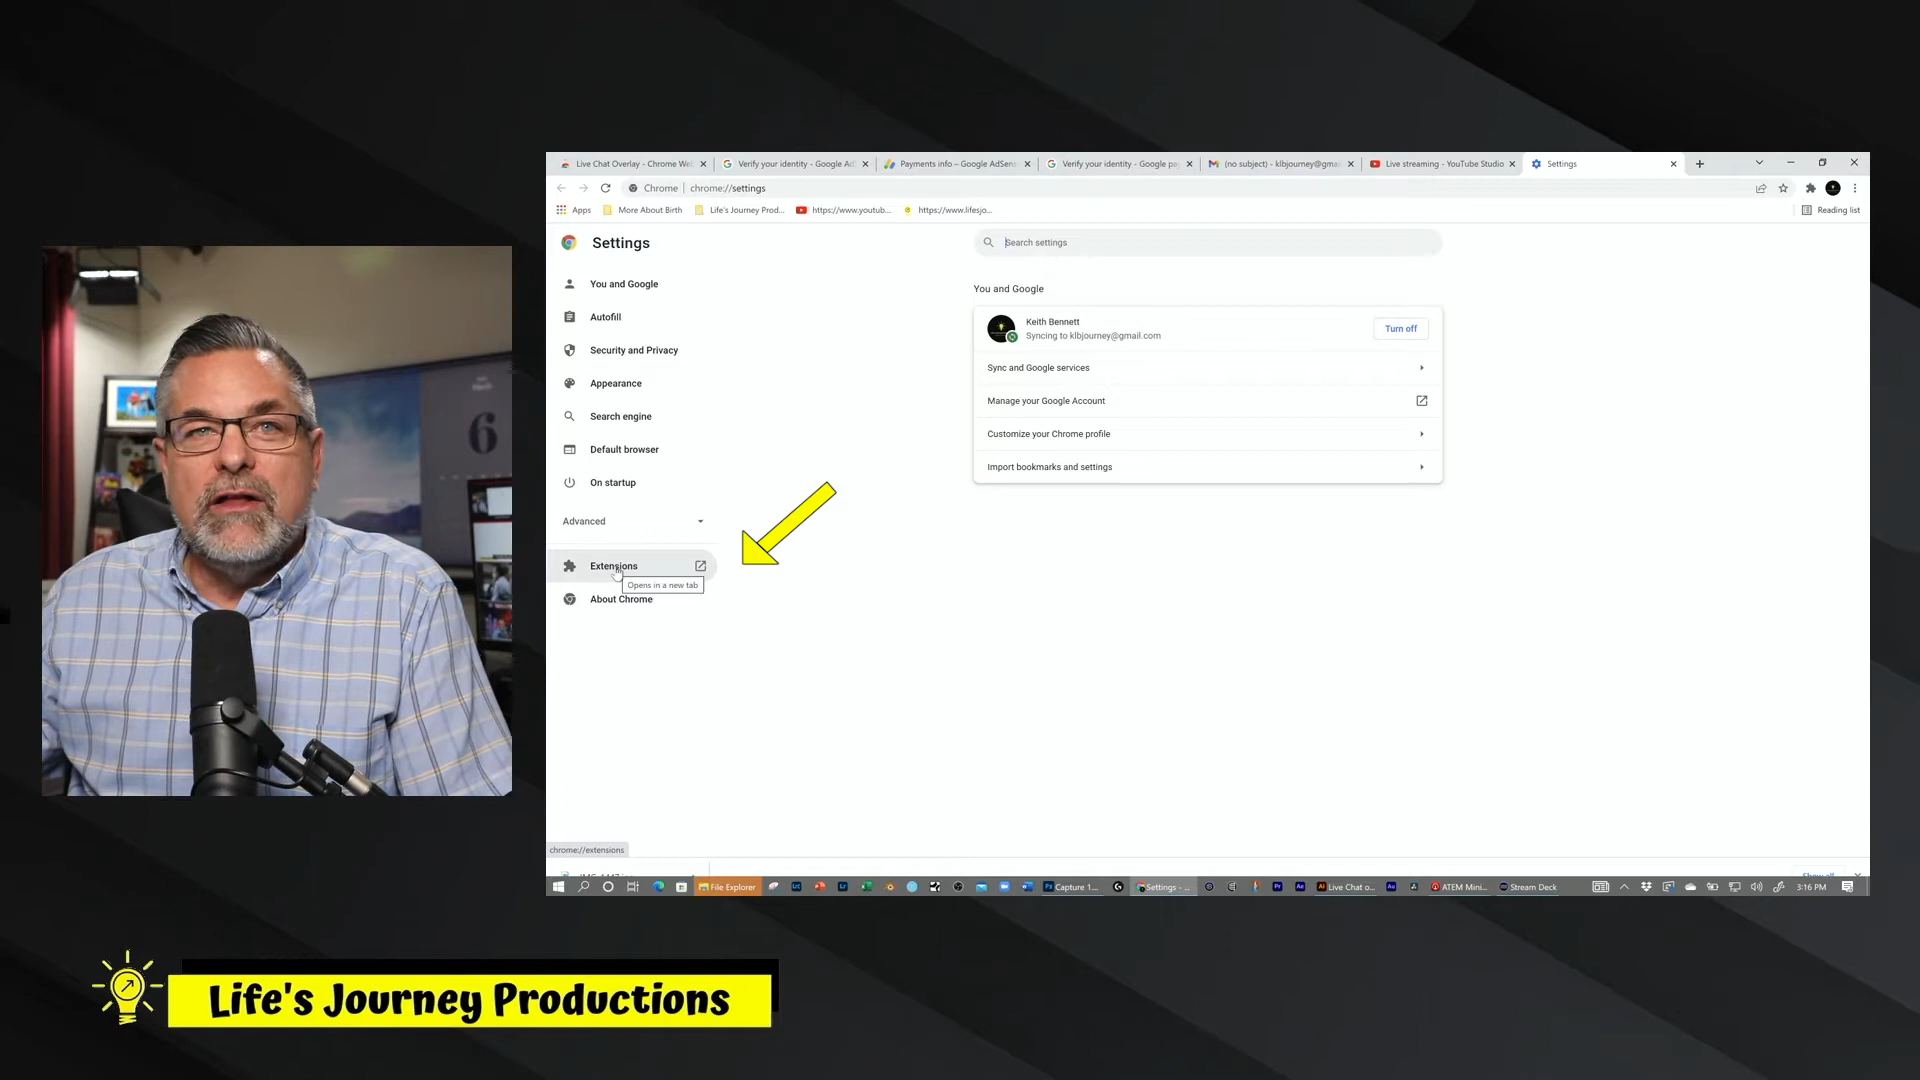 Live Chat Overlay - Chrome Web
Verify your identity - Google Ad
Payments info – Google AdSens
Verify your identity - Google pa
(no subject) - klbjourney@gmai
Live streaming - YouTube Studio
Settings
Chrome | chrome://settings
Apps
More About Birth
Life's Journey Prod...
https://www.youtub...
https://www.lifesjo...
Reading list
Settings
Search settings
You and Google
Autofill
Security and Privacy
Appearance
Search engine
Default browser
On startup
Advanced
Extensions
Opens in a new tab
About Chrome
You and Google
Keith Bennett
Syncing to klbjourney@gmail.com
Turn off
Sync and Google services
Manage your Google Account
Customize your Chrome profile
Import bookmarks and settings
6
chrome://extensions
File Explorer
Capture 1...
Settings - ...
Live Chat o...
ATEM Mini...
Stream Deck
3:16 PM
Life's Journey Productions